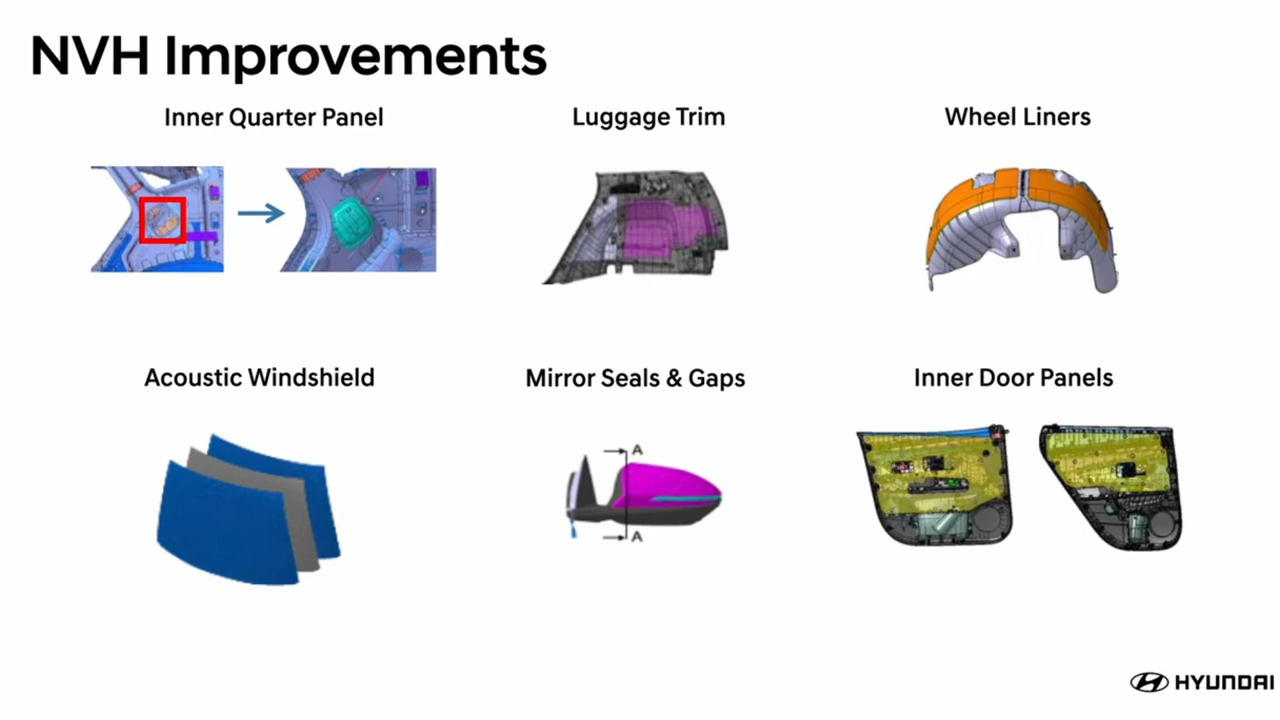 NVH Improvements
Inner Quarter Panel
Luggage Trim
Wheel Liners
Acoustic Windshield
Mirror Seals & Gaps
Inner Door Panels
A
A
HYUNDAI